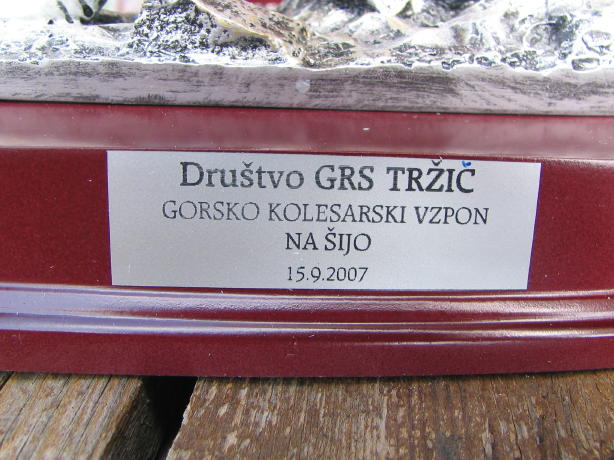 Društvo GRS TRŽIČ
GORSKO KOLESARSKI VZPON
NA ŠIJO
15.9.2007